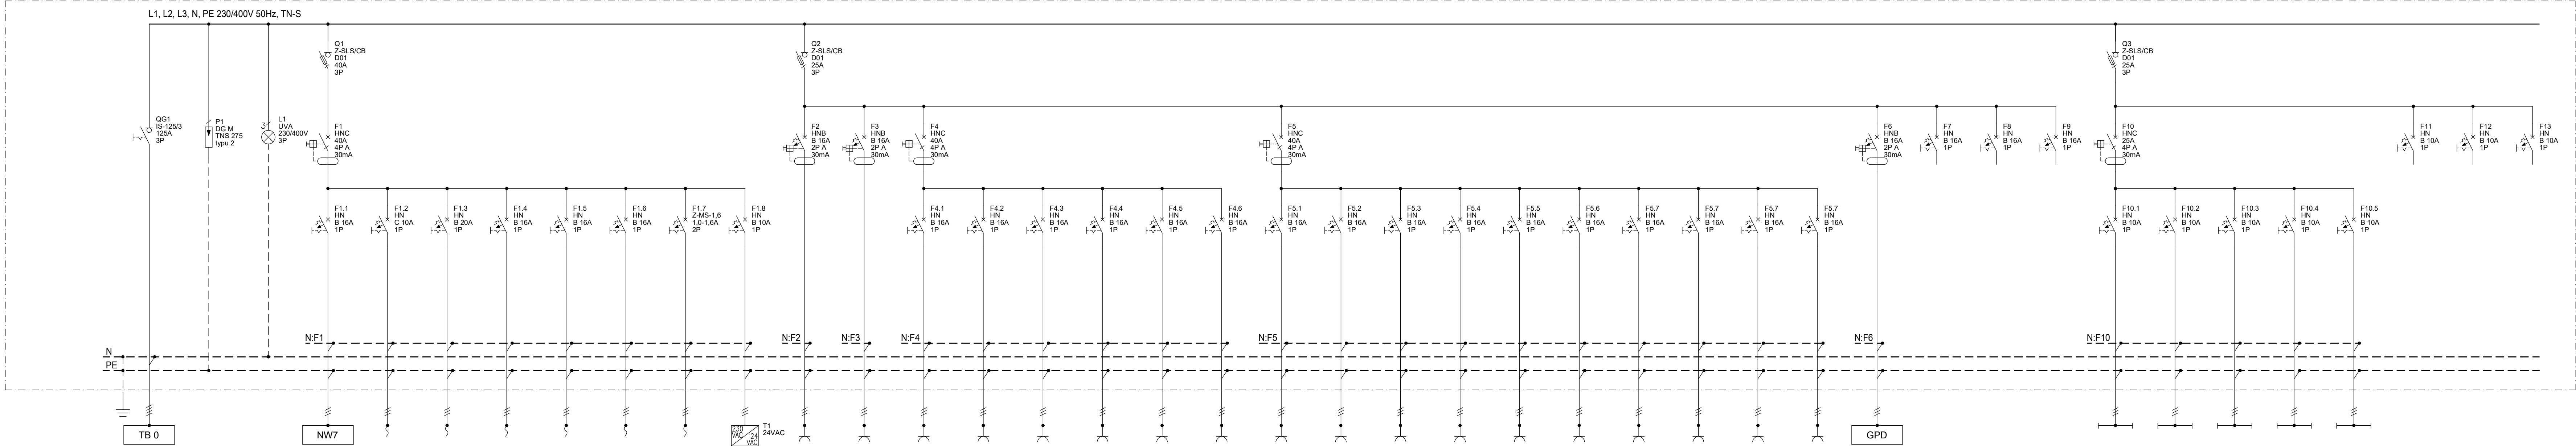 L1, L2, L3, N, PE 230/400V 50Hz, TN-S
Q1
Z-SLS/CB
D01
40A
3P
Q2
Z-SLS/CB
D01
25A
3P
Q3
Z-SLS/CB
D01
25A
3P
QG1
IS-125/3
125A
3P
P1
DG M
TNS 275
typu 2
3
L1
UVA
230/400V
3P
F1
HNC
40A
4P A
30mA
F2
HNB
B 16A
2P A
30mA
F3
HNB
B 16A
2P A
30mA
F4
HNC
40A
4P A
30mA
F5
HNC
40A
4P A
30mA
F6
HNB
B 16A
2P A
30mA
F7
HN
B 16A
1P
F8
HN
B 16A
1P
F9
HN
B 16A
1P
F10
HNC
25A
4P A
30mA
F11
HN
B 10A
1P
F12
HN
B 10A
1P
F13
HN
B 10A
1P
F1.1
HN
B 16A
1P
F1.2
HN
C 10A
1P
F1.3
HN
B 20A
1P
F1.4
HN
B 16A
1P
F1.5
HN
B 16A
1P
F1.6
HN
B 16A
1P
F1.7
Z-MS-1,6
1,0-1,6A
2P
F1.8
HN
B 10A
1P
F4.1
HN
B 16A
1P
F4.2
HN
B 16A
1P
F4.3
HN
B 16A
1P
F4.4
HN
B 16A
1P
F4.5
HN
B 16A
1P
F4.6
HN
B 16A
1P
F5.1
HN
B 16A
1P
F5.2
HN
B 16A
1P
F5.3
HN
B 16A
1P
F5.4
HN
B 16A
1P
F5.5
HN
B 16A
1P
F5.6
HN
B 16A
1P
F5.7
HN
B 16A
1P
F5.7
HN
B 16A
1P
F5.7
HN
B 16A
1P
F5.7
HN
B 16A
1P
F10.1
HN
B 10A
1P
F10.2
HN
B 10A
1P
F10.3
HN
B 10A
1P
F10.4
HN
B 10A
1P
F10.5
HN
B 10A
1P
N:F1
N:F2
N:F3
N:F4
N:F5
N:F6
N:F10
N
PE
TB 0
NW7
230
VAC
24
VAC
T1
24VAC
GPD